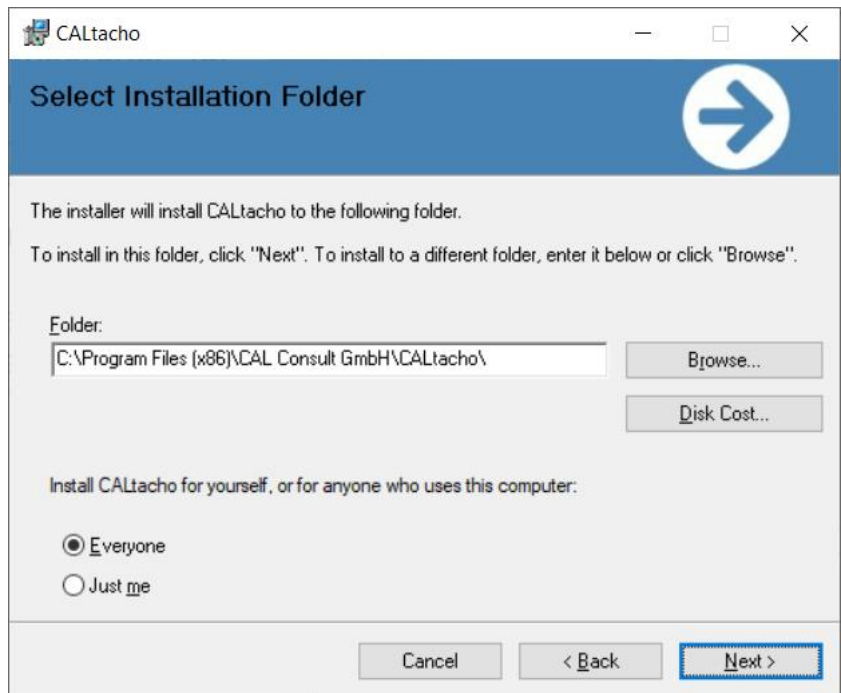 CALtacho
Select Installation Folder
The installer will install CALtacho to the following folder.
To install in this folder, click "Next". To install to a different folder, enter it below or click "Browse".
Folder:
C:\Program Files (x86)\CAL Consult GmbH\CALtacho\
Browse...
Disk Cost...
Install CALtacho for yourself, or for anyone who uses this computer:
Everyone
Just me
Cancel
< Back
Next >